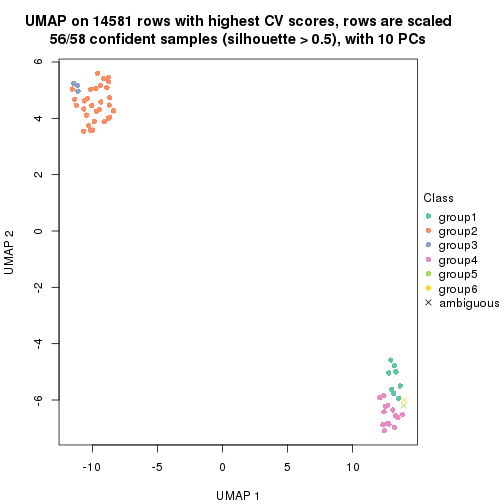 UMAP on 14581 rows with highest CV scores, rows are scaled
56/58 confident samples (silhouette > 0.5), with 10 PCs
6
4
2
0
-2
-4
-6
UMAP 2
-10
-5
0
5
10
UMAP 1
Class
group1
group2
group3
group4
group5
group6
ambiguous